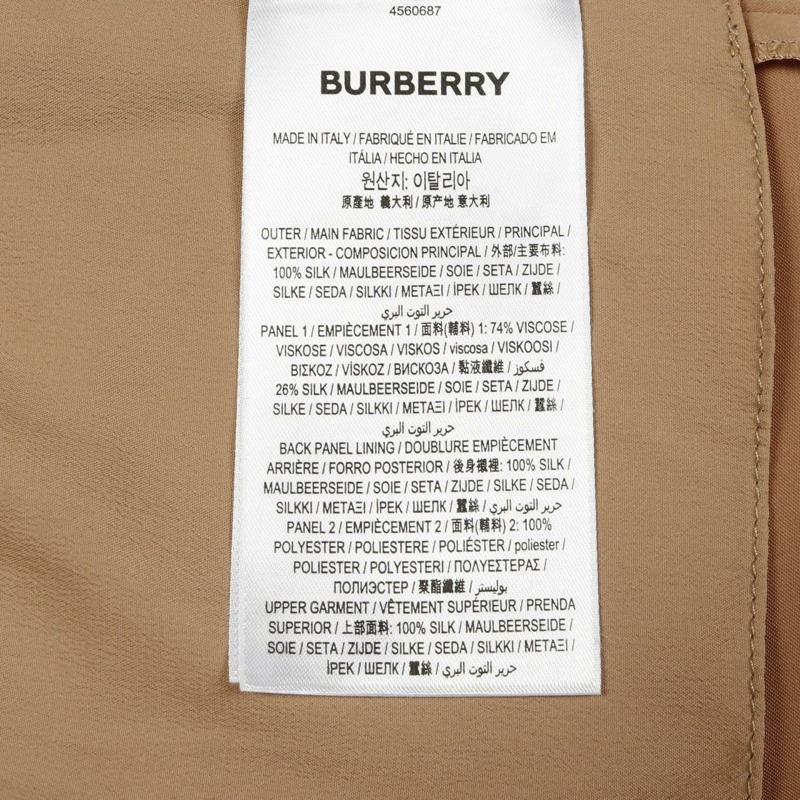 4560687
BURBERRY
MADE IN ITALY / FABRIQUÉ EN ITALIE / FABRICADO EM
ITÁLIA / HECHO EN ITALIA
원산지: 이탈리아
原產地 義大利 / 原产地 意大利
OUTER / MAIN FABRIC / TISSU EXTÉRIEUR / PRINCIPAL /
EXTERIOR - COMPOSICION PRINCIPAL / 外部/主要布料:
100% SILK / MAULBEERSEIDE / SOIE / SETA / ZIJDE /
SILKE / SEDA / SILKKI / ΜΕΤΑΞΙ / İPEK / ШЕЛК / 蠶絲 /
حرير التوت البري
PANEL 1 / EMPIÈCEMENT 1 / 面料(輔料) 1: 74% VISCOSE /
VISKOSE / VISCOSA / VISKOS / viscosa / VISKOOSI /
ΒΙΣΚΟΖ / VİSKOZ / ВИСКОЗА / 黏液纖維 / فسكوز
26% SILK / MAULBEERSEIDE / SOIE / SETA / ZIJDE /
SILKE / SEDA / SILKKI / ΜΕΤΑΞΙ / İPEK / ШЕЛК / 蠶絲 /
حرير التوت البري
BACK PANEL LINING / DOUBLURE EMPIÈCEMENT
ARRIÈRE / FORRO POSTERIOR / 後身襯裡: 100% SILK /
MAULBEERSEIDE / SOIE / SETA / ZIJDE / SILKE / SEDA /
SILKKI / ΜΕΤΑΞΙ / İPEK / ШЕЛК / 蠶絲 / حرير التوت البري
PANEL 2 / EMPIÈCEMENT 2 / 面料(輔料) 2: 100%
POLYESTER / POLIESTERE / POLIÉSTER / poliester /
POLIESTER / POLYESTERI / ΠΟΛΥΕΣΤΕΡΑΣ /
ПОЛИЭСТЕР / 聚酯纖維 / بوليستر
UPPER GARMENT / VÊTEMENT SUPÉRIEUR / PRENDA
SUPERIOR / 上部面料: 100% SILK / MAULBEERSEIDE /
SOIE / SETA / ZIJDE / SILKE / SEDA / SILKKI / ΜΕΤΑΞΙ /
İPEK / ШЕЛК / 蠶絲 / حرير التوت البري